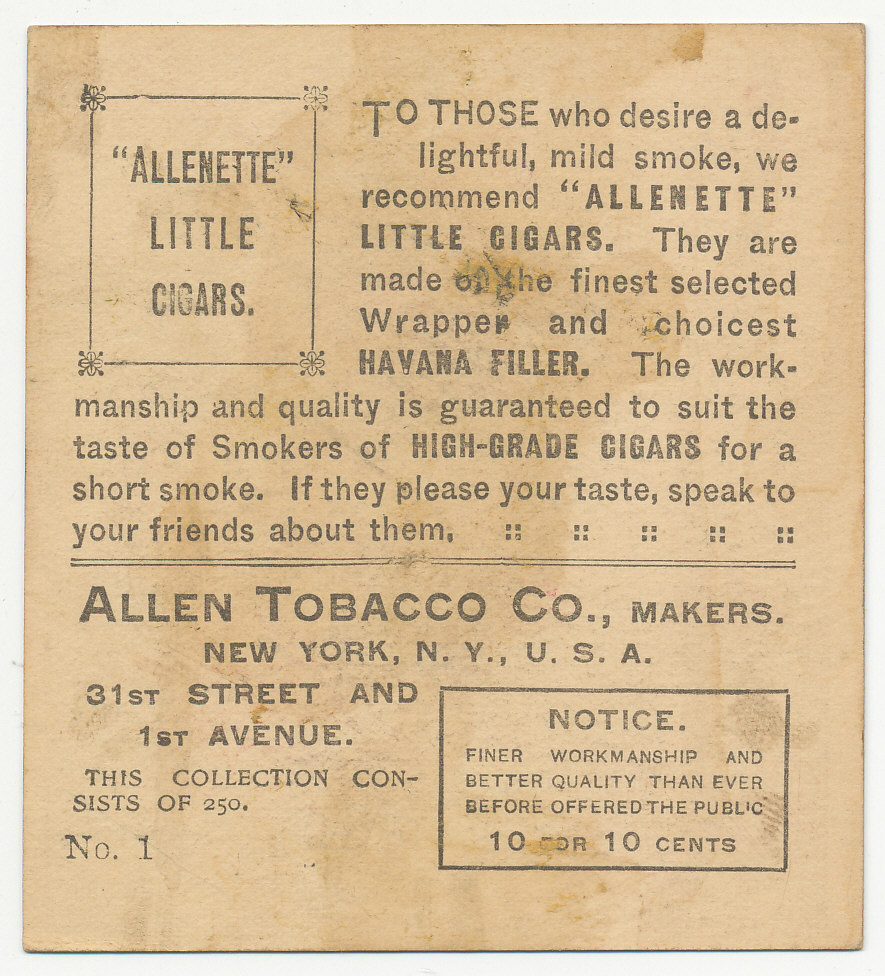 "ALLENETTE"
LITTLE
CIGARS.
TO THOSE who desire a de-
lightful, mild smoke, we
recommend "ALLENETTE"
LITTLE CIGARS. They are
made of the finest selected
Wrapper and choicest
HAVANA FILLER. The work-
manship and quality is guaranteed to suit the
taste of Smokers of HIGH-GRADE CIGARS for a
short smoke. If they please your taste, speak to
your friends about them. :: :: :: :: ::
ALLEN TOBACCO CO., MAKERS.
NEW YORK, N. Y., U. S. A.
31ST STREET AND
1ST AVENUE.
THIS COLLECTION CON-
SISTS OF 250.
No. 1
NOTICE.
FINER WORKMANSHIP AND
BETTER QUALITY THAN EVER
BEFORE OFFERED THE PUBLIC
10 FOR 10 CENTS